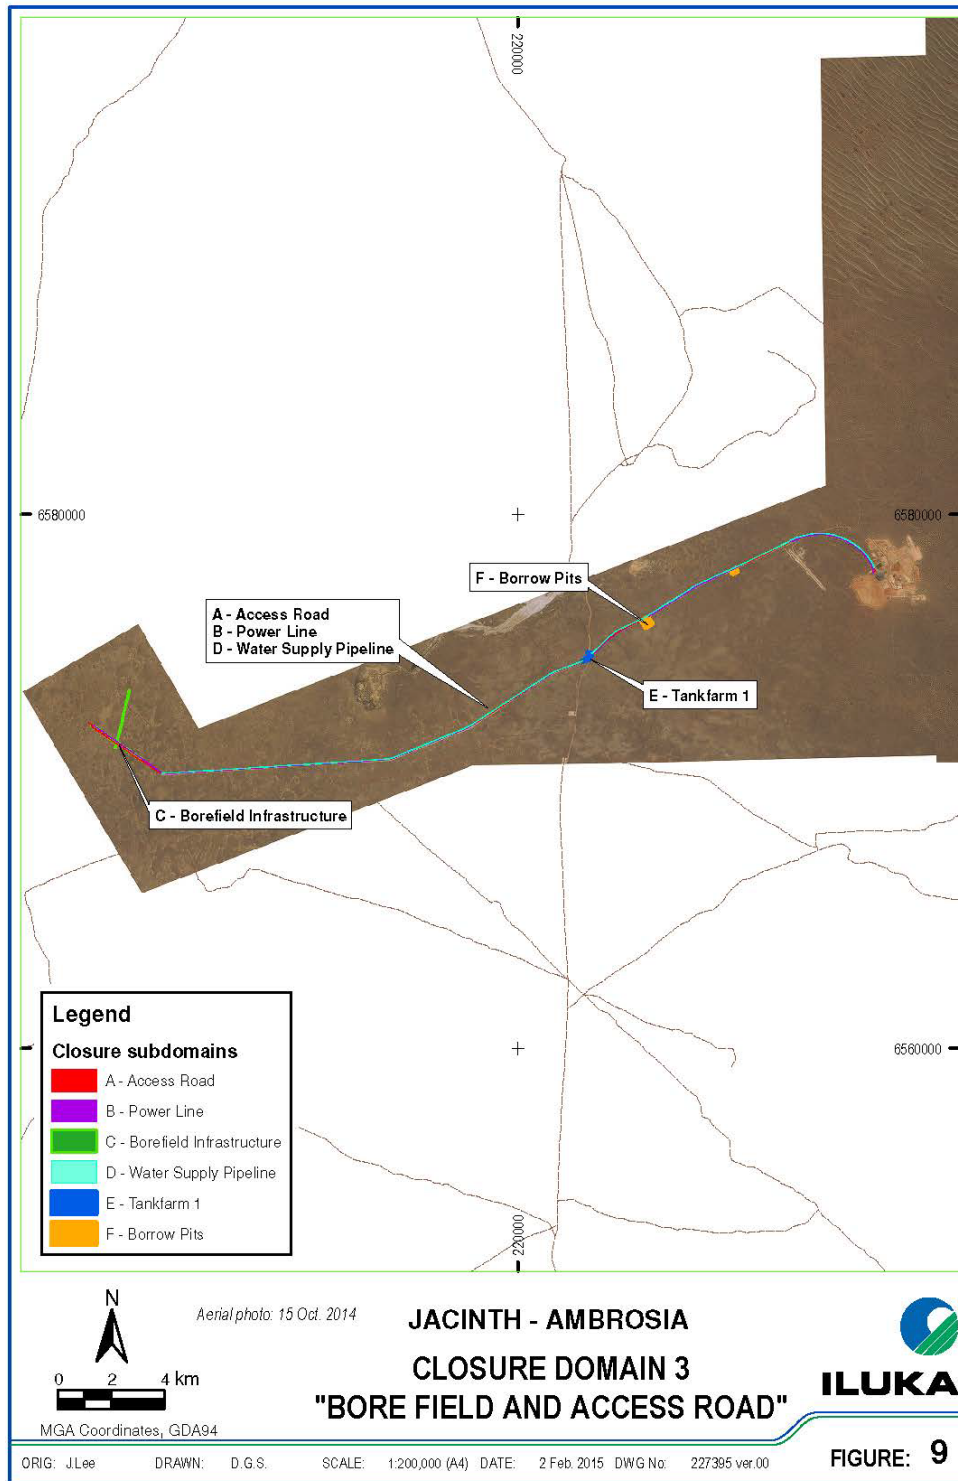 220000
6580000
6580000
F - Borrow Pits
A - Access Road
B - Power Line
D - Water Supply Pipeline
E - Tankfarm 1
C - Borefield Infrastructure
Legend
Closure subdomains
A - Access Road
B - Power Line
C - Borefield Infrastructure
D - Water Supply Pipeline
E - Tankfarm 1
F - Borrow Pits
6560000
220000
N
0 2 4 km
MGA Coordinates, GDA94
Aerial photo: 15 Oct. 2014
JACINTH - AMBROSIA
CLOSURE DOMAIN 3
"BORE FIELD AND ACCESS ROAD"
ILUKA
ORIG: J.Lee DRAWN: D.G.S. SCALE: 1:200,000 (A4) DATE: 2 Feb. 2015 DWG No: 227395 ver.00
FIGURE: 9